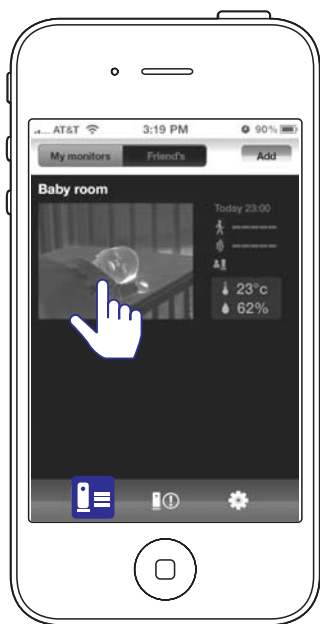 AT&T 3:19 PM 90%
My monitors Friend's Add
Baby room
Today 23:00
23°c
62%